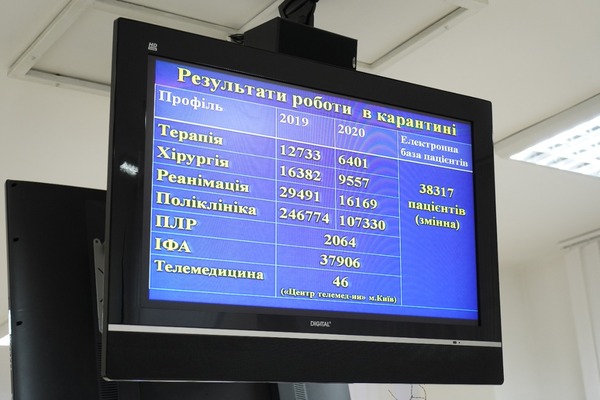 Результати роботи в карантині
Профіль 2019 2020 Електронна
база пацієнтів
Терапія 12733 6401
Хірургія 16382 9557
Реанімація 29491 16169
Поліклініка 246774 107330
38317
пацієнтів
(змінна)
ПЛР 2064
ІФА 37906
Телемедицина 46
(«Центр телемед-ни» м.Київ)
DIGITAL